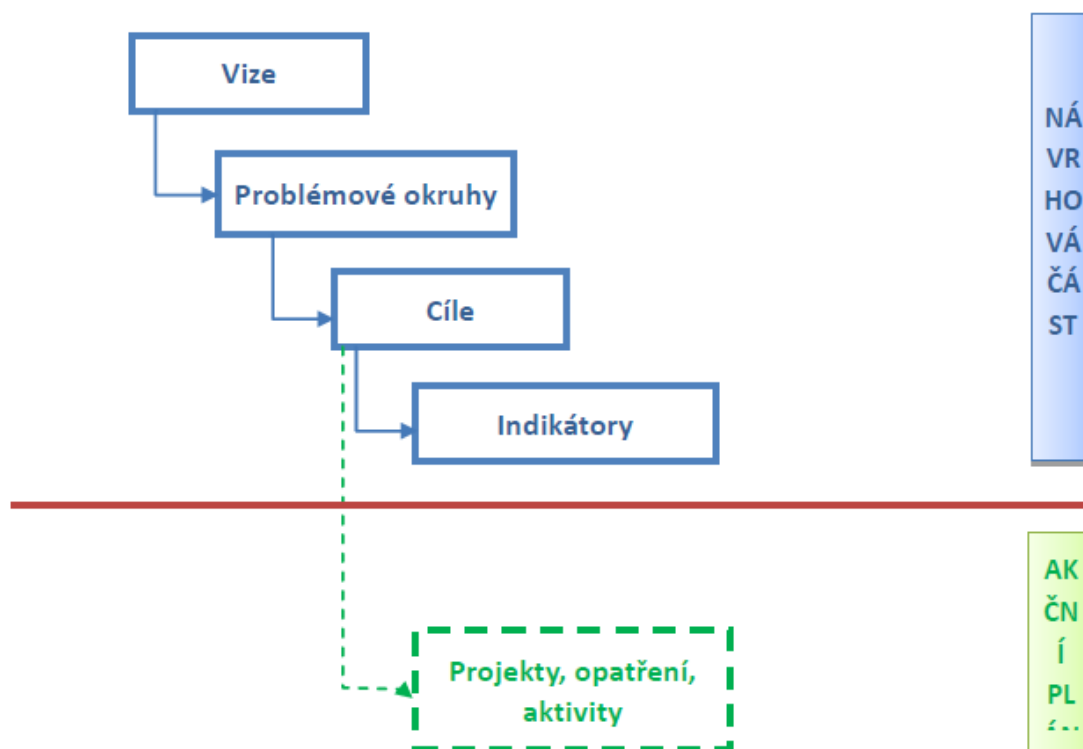 Vize
Problémové okruhy
Cíle
Indikátory
NÁ
VR
HO
VÁ
ČÁ
ST
Projekty, opatření,
aktivity
AK
ČN
Í
PL